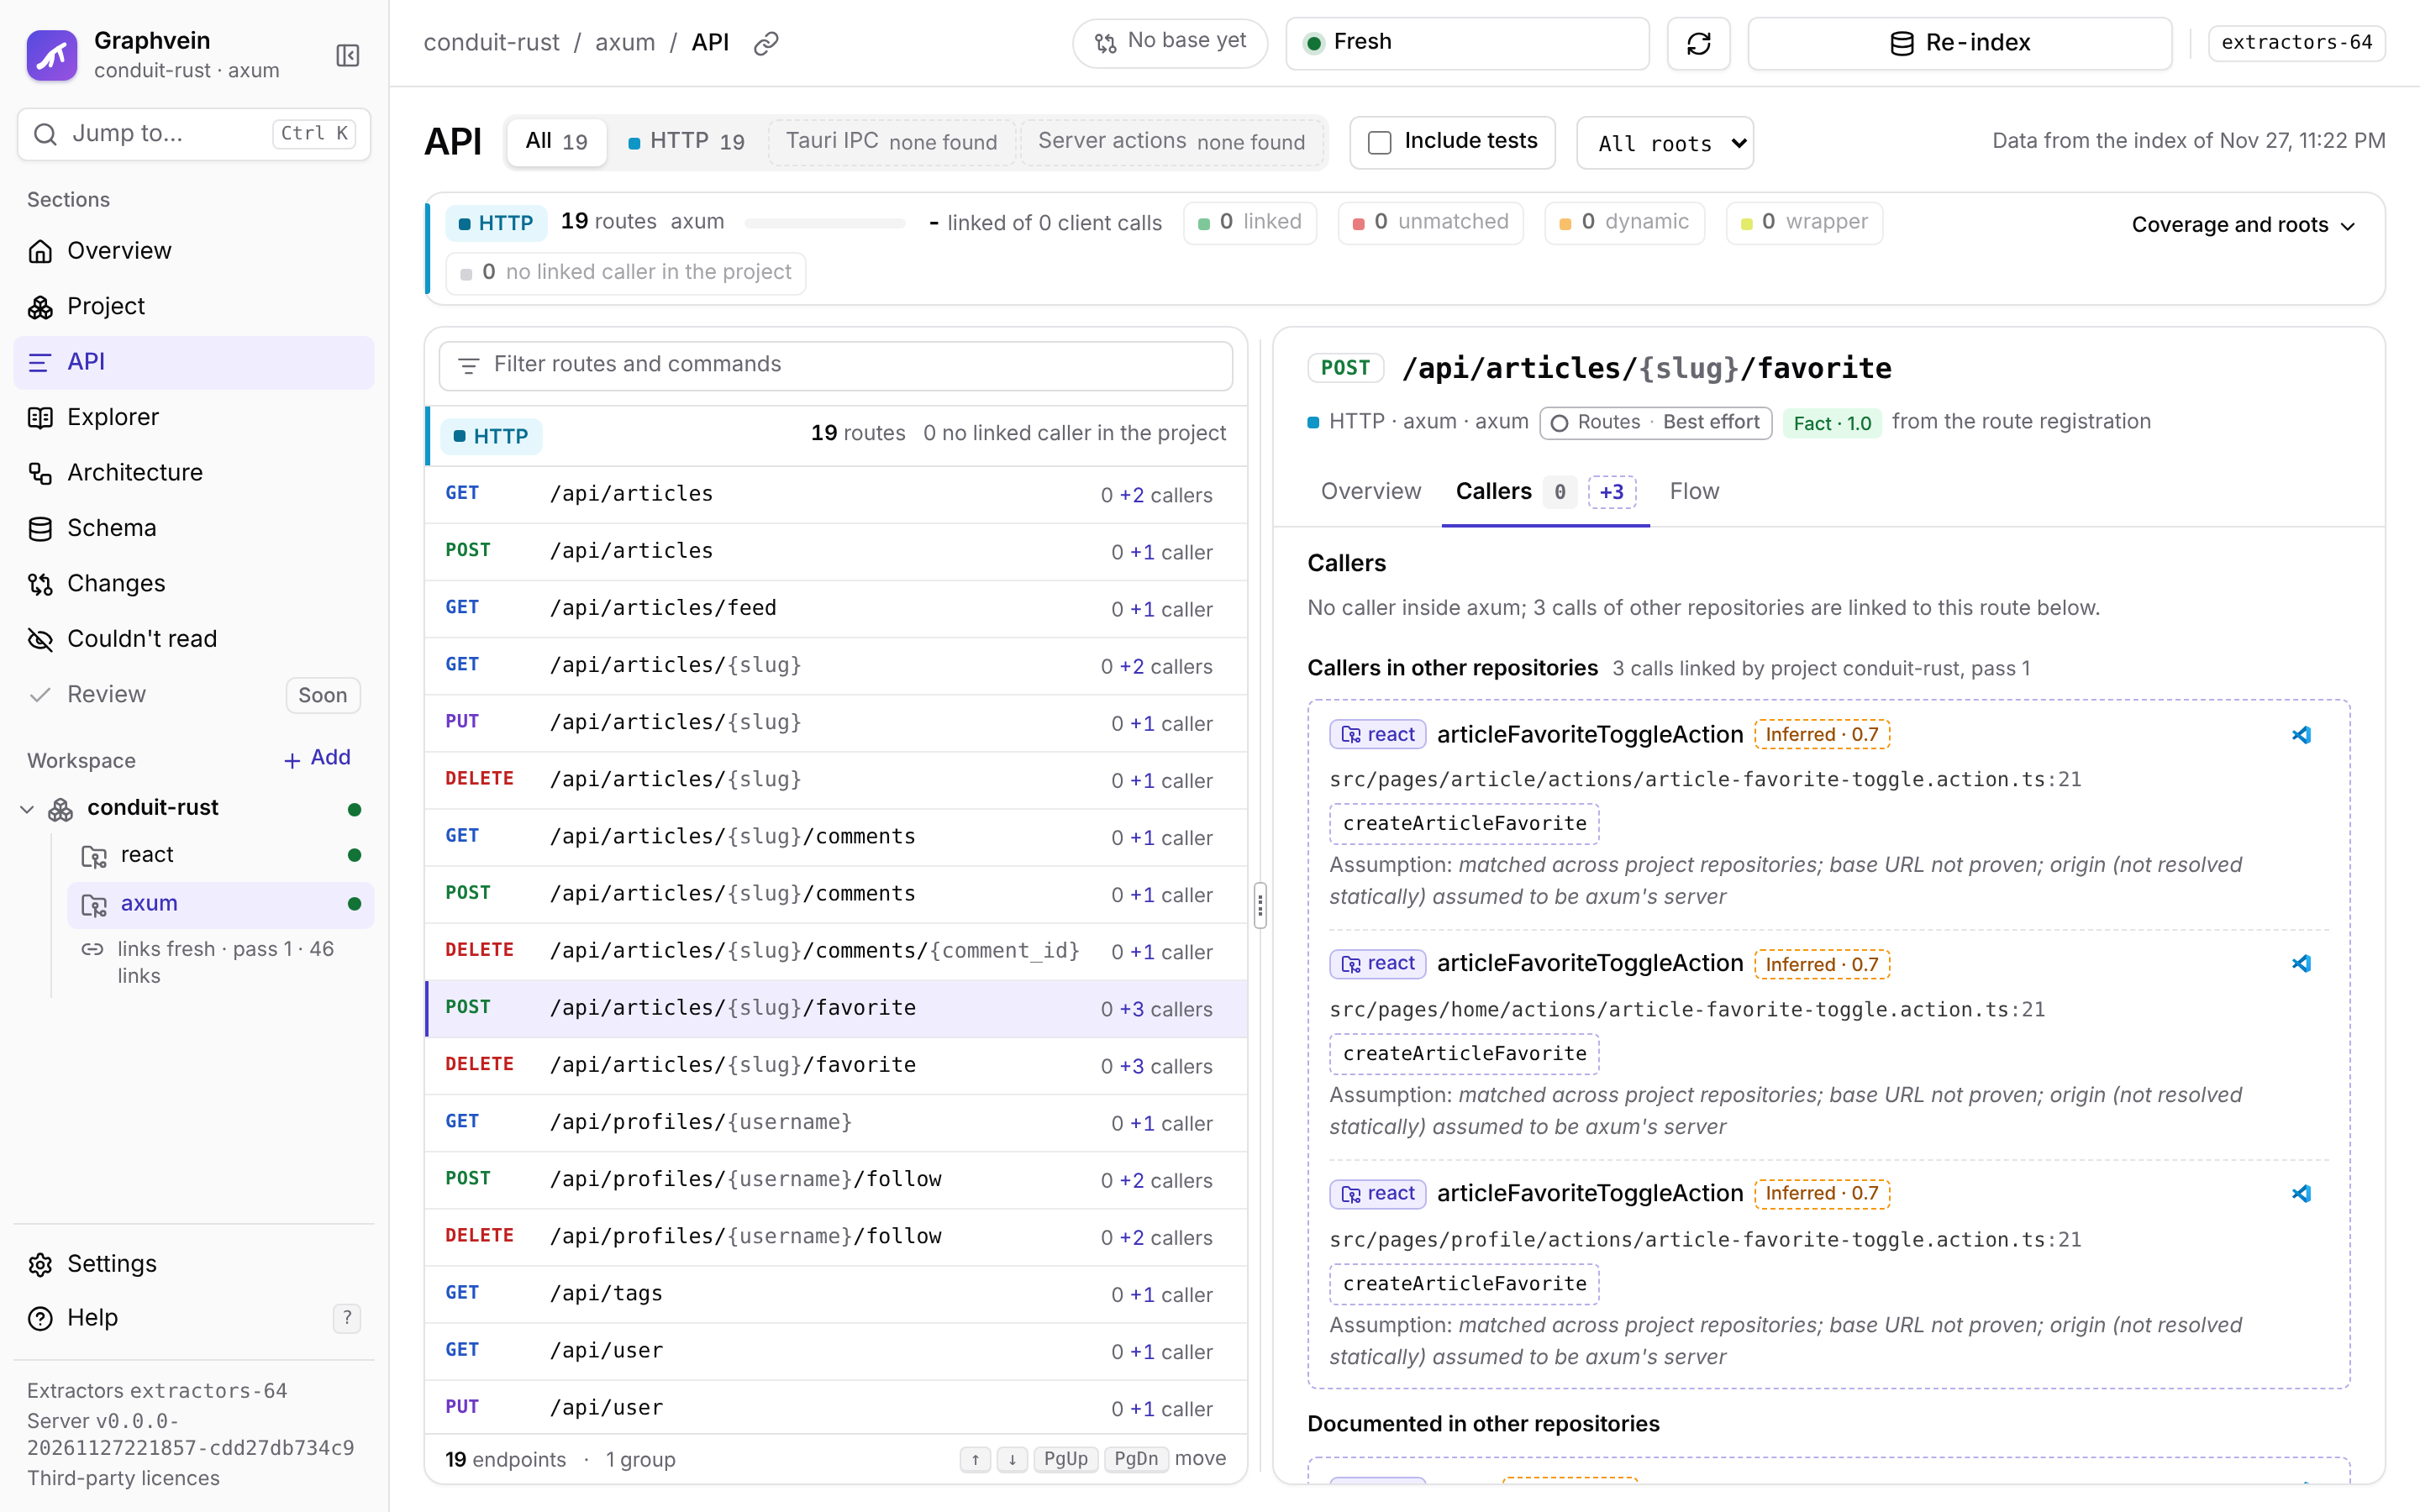 Graphvein
conduit-rust · axum
Jump to... Ctrl K
Sections
Overview
Project
API
Explorer
Architecture
Schema
Changes
Couldn't read
Review Soon
Workspace + Add
conduit-rust
react
axum
links fresh · pass 1 · 46
links
Settings
Help ?
Extractors extractors-64
Server v0.0.0-
20261127221857-cdd27db734c9
Third-party licences
conduit-rust / axum / API
No base yet
Fresh
Re-index
extractors-64
API
All 19
HTTP 19
Tauri IPC none found
Server actions none found
Include tests
All roots
Data from the index of Nov 27, 11:22 PM
HTTP 19 routes axum - linked of 0 client calls 0 linked 0 unmatched 0 dynamic 0 wrapper
Coverage and roots
0 no linked caller in the project
Filter routes and commands
HTTP 19 routes 0 no linked caller in the project
GET /api/articles 0 +2 callers
POST /api/articles 0 +1 caller
GET /api/articles/feed 0 +1 caller
GET /api/articles/{slug} 0 +2 callers
PUT /api/articles/{slug} 0 +1 caller
DELETE /api/articles/{slug} 0 +1 caller
GET /api/articles/{slug}/comments 0 +1 caller
POST /api/articles/{slug}/comments 0 +1 caller
DELETE /api/articles/{slug}/comments/{comment_id} 0 +1 caller
POST /api/articles/{slug}/favorite 0 +3 callers
DELETE /api/articles/{slug}/favorite 0 +3 callers
GET /api/profiles/{username} 0 +1 caller
POST /api/profiles/{username}/follow 0 +2 callers
DELETE /api/profiles/{username}/follow 0 +2 callers
GET /api/tags 0 +1 caller
GET /api/user 0 +1 caller
PUT /api/user 0 +1 caller
19 endpoints · 1 group ↑ ↓ PgUp PgDn move
POST /api/articles/{slug}/favorite
HTTP · axum · axum Routes · Best effort Fact · 1.0 from the route registration
Overview Callers 0 +3 Flow
Callers
No caller inside axum; 3 calls of other repositories are linked to this route below.
Callers in other repositories 3 calls linked by project conduit-rust, pass 1
react articleFavoriteToggleAction Inferred · 0.7
src/pages/article/actions/article-favorite-toggle.action.ts:21
createArticleFavorite
Assumption: matched across project repositories; base URL not proven; origin (not resolved
statically) assumed to be axum's server
react articleFavoriteToggleAction Inferred · 0.7
src/pages/home/actions/article-favorite-toggle.action.ts:21
createArticleFavorite
Assumption: matched across project repositories; base URL not proven; origin (not resolved
statically) assumed to be axum's server
react articleFavoriteToggleAction Inferred · 0.7
src/pages/profile/actions/article-favorite-toggle.action.ts:21
createArticleFavorite
Assumption: matched across project repositories; base URL not proven; origin (not resolved
statically) assumed to be axum's server
Documented in other repositories